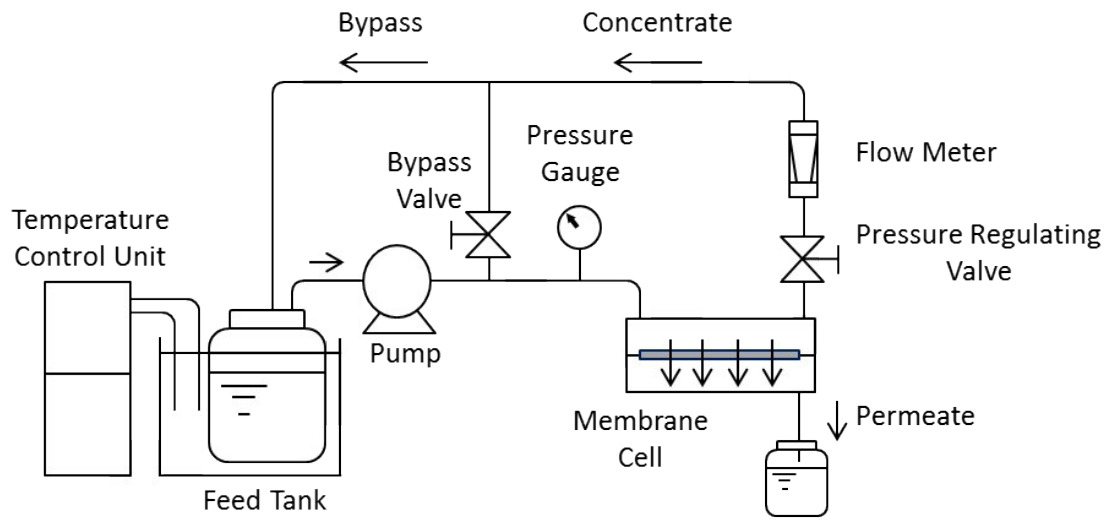 Bypass
Concentrate
Pressure
Gauge
Bypass
Valve
Flow Meter
Temperature
Control Unit
Pressure Regulating
Valve
Pump
Membrane
Cell
Permeate
Feed Tank